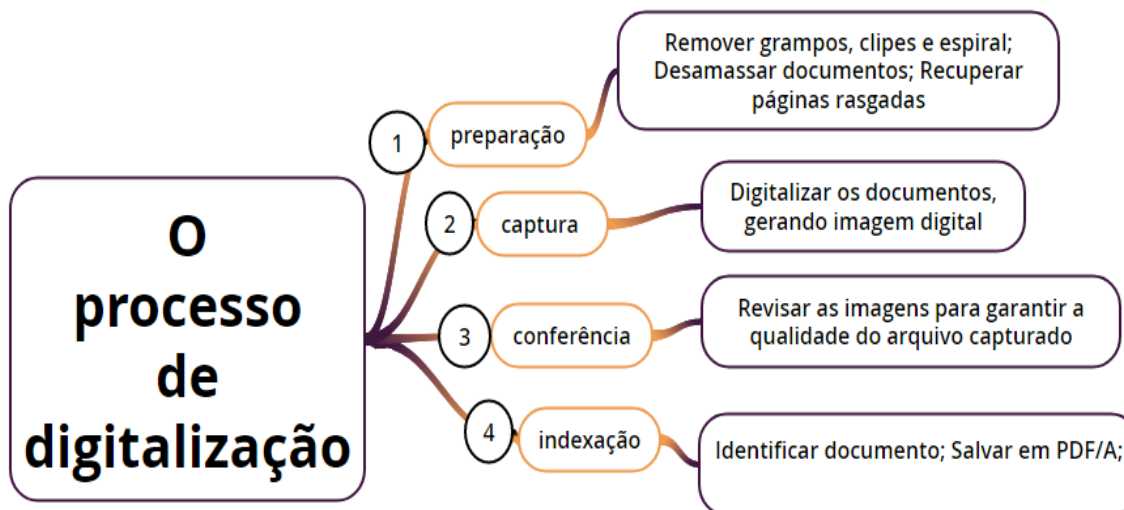 O
processo
de
digitalização
1
preparação
Remover grampos, clipes e espiral;
Desamassar documentos; Recuperar
páginas rasgadas
2
captura
Digitalizar os documentos,
gerando imagem digital
3
conferência
Revisar as imagens para garantir a
qualidade do arquivo capturado
4
indexação
Identificar documento; Salvar em PDF/A;